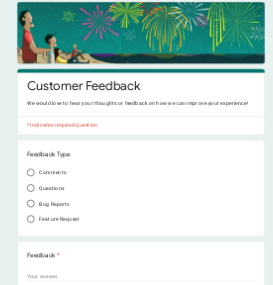 Customer Feedback
We would love to hear your thoughts or feedback on how we can improve your experience!
* Indicates required question
Feedback Type
Comments
Questions
Bug Reports
Feature Request
Feedback *
Your answer